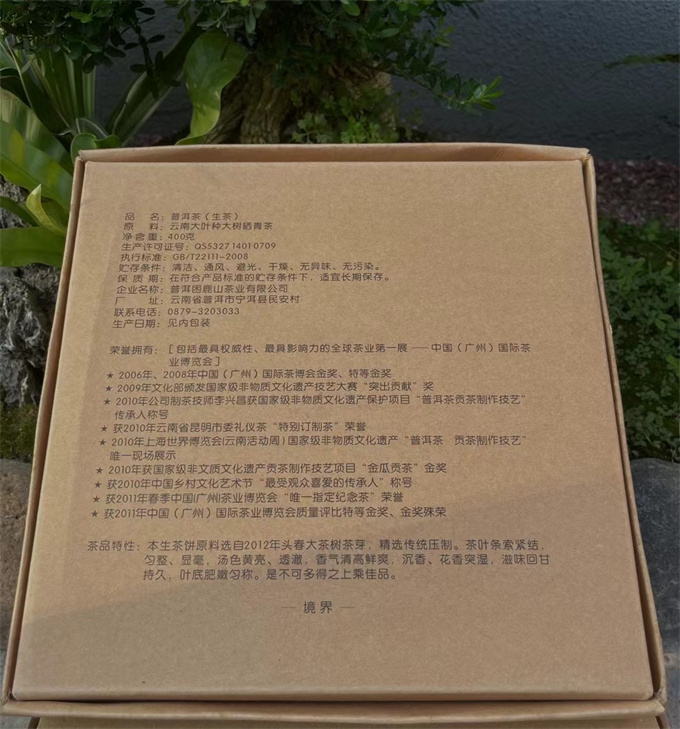 品　名：普洱茶（生茶）
原　料：云南大叶种大树晒青茶
净 含 量：400克
生产许可证号：QS5327 1401 0709
执行标准：GB/T22111-2008
贮存条件：清洁、通风、避光、干燥、无异味、无污染。
保 质 期：在符合产品标准的贮存条件下，适宜长期保存。
企业名称：普洱困鹿山茶业有限公司
厂　址：云南省普洱市宁洱县民安村
联系电话：0879-3203033
生产日期：见内包装
荣誉拥有：[ 包括最具权威性、最具影响力的全球茶业第一展 —— 中国（广州）国际茶
业博览会 ]
★ 2006年、2008年中国（广州）国际茶博会金奖、特等金奖
★ 2009年文化部颁发国家级非物质文化遗产技艺大赛“突出贡献”奖
★ 2010年公司制茶技师李兴昌获国家级非物质文化遗产保护项目“普洱茶贡茶制作技艺”
传承人称号
★ 获2010年云南省昆明市委礼仪茶“特别订制茶”荣誉
★ 2010年上海世界博览会(云南活动周)国家级非物质文化遗产“普洱茶　贡茶制作技艺”
唯一现场展示
★ 2010年获国家级非文质文化遗产贡茶制作技艺项目“金瓜贡茶”金奖
★ 获2010年中国乡村文化艺术节“最受观众喜爱的传承人”称号
★ 获2011年春季中国(广州)茶业博览会“唯一指定纪念茶”荣誉
★ 获2011年中国（广州）国际茶业博览会质量评比特等金奖、金奖殊荣
茶品特性：本生茶饼原料选自2012年头春大茶树茶芽，精选传统压制。茶叶条索紧结，
匀整、显毫，汤色黄亮、透澈，香气清高鲜爽，沉香、花香突湿，滋味回甘
持久，叶底肥嫩匀称。是不可多得之上乘佳品。
— 境 界 —